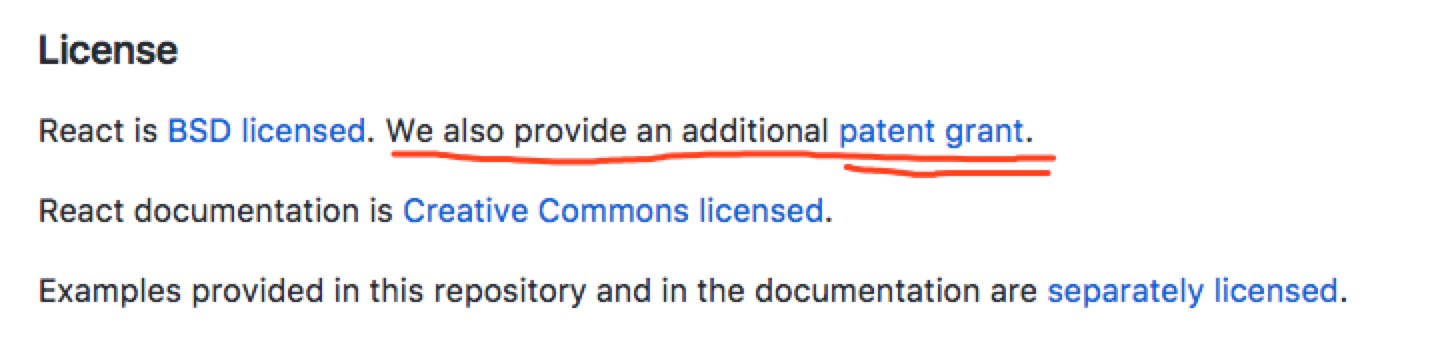 License
React is BSD licensed. We also provide an additional patent grant.
React documentation is Creative Commons licensed.
Examples provided in this repository and in the documentation are separately licensed.